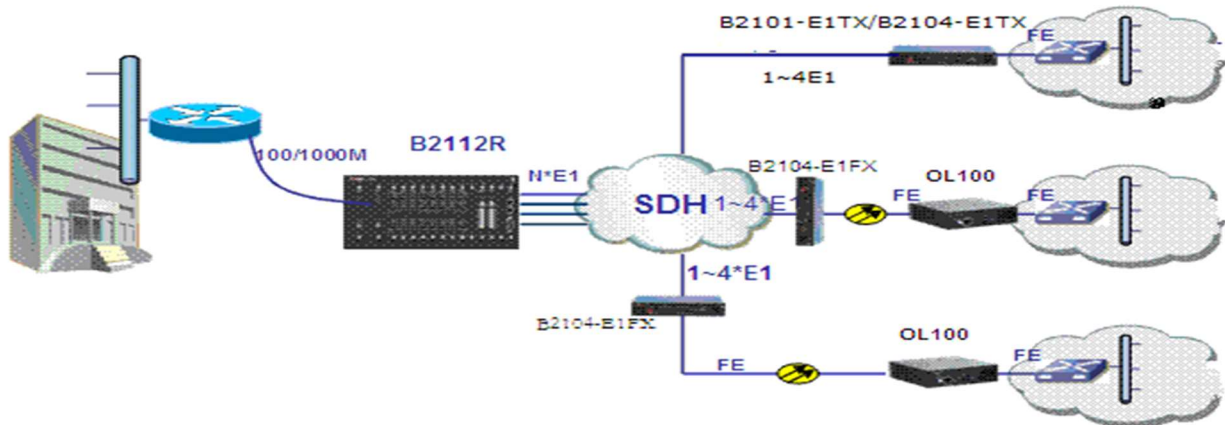 B2101-E1TX/B2104-E1TX
FE
1~4E1
100/1000M
B2112R
N*E1
SDH
1~4*E1
B2104-E1FX
FE
OL100
FE
1~4*E1
B2104-E1FX
FE
OL100
FE